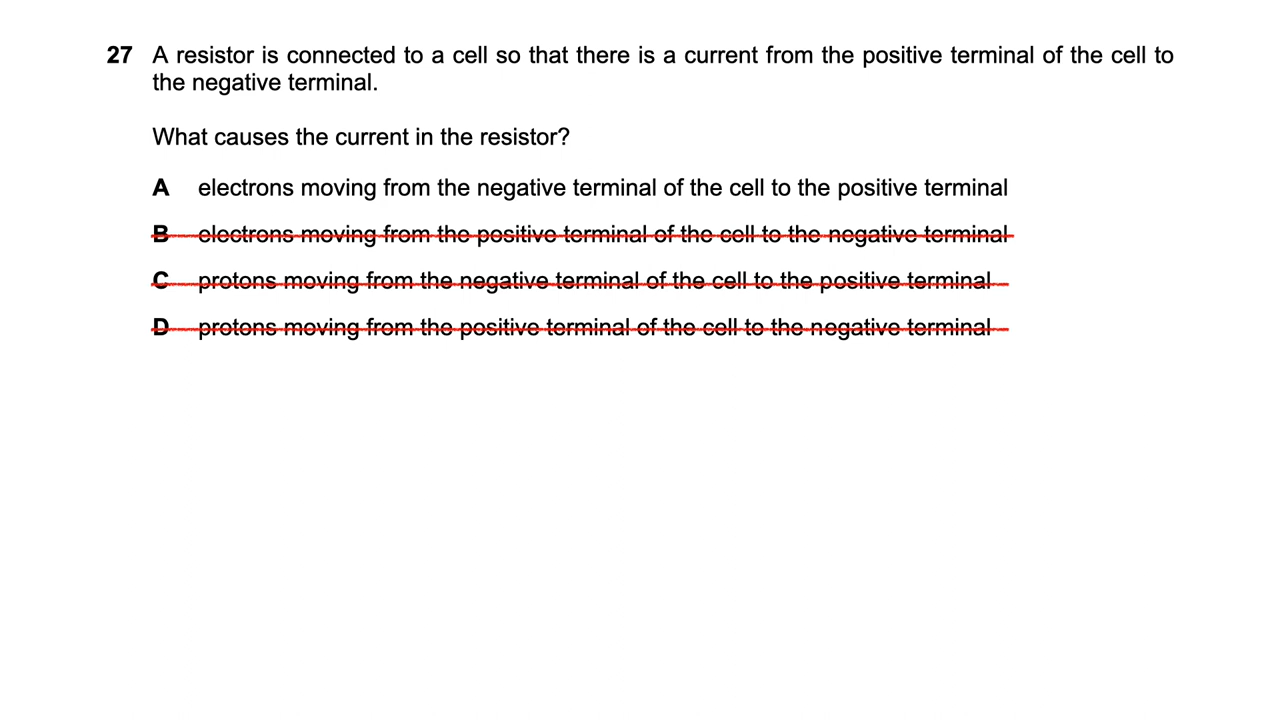 27 A resistor is connected to a cell so that there is a current from the positive terminal of the cell to
the negative terminal.
What causes the current in the resistor?
A electrons moving from the negative terminal of the cell to the positive terminal
B electrons moving from the positive terminal of the cell to the negative terminal
C protons moving from the negative terminal of the cell to the positive terminal
D protons moving from the positive terminal of the cell to the negative terminal